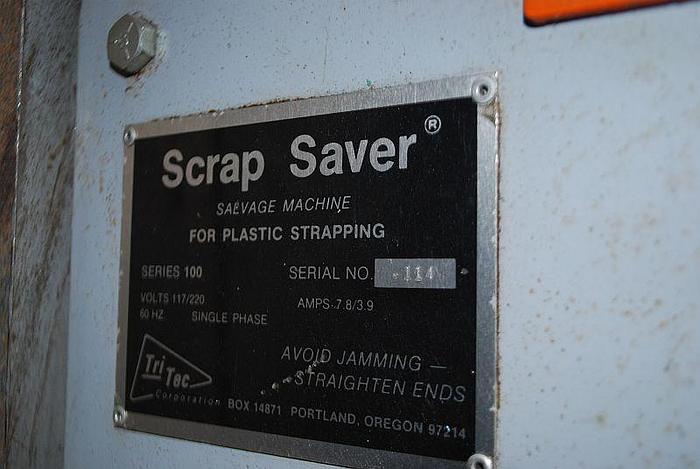 Scrap Saver ®
SALVAGE MACHINE
FOR PLASTIC STRAPPING
SERIES 100 SERIAL NO. -114
VOLTS 117/220 AMPS 7.8/3.9
60 HZ SINGLE PHASE
AVOID JAMMING —
STRAIGHTEN ENDS
Tri
Tec
Corporation BOX 14871 PORTLAND, OREGON 97214